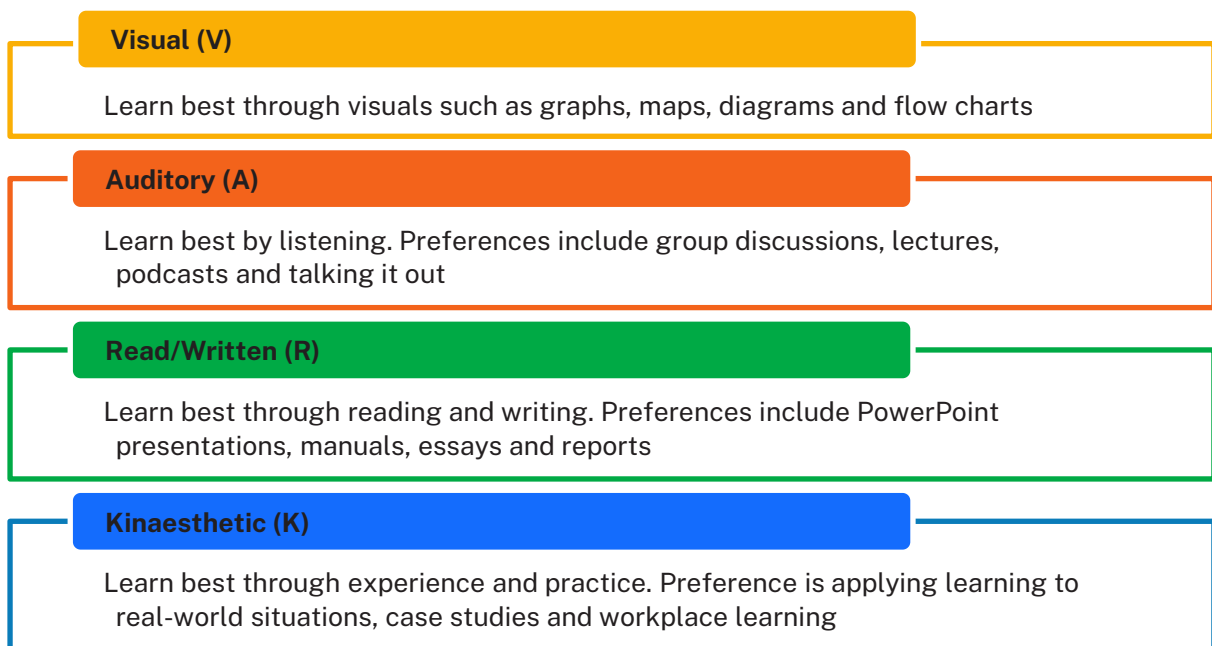 Visual (V)
Learn best through visuals such as graphs, maps, diagrams and flow charts
Auditory (A)
Learn best by listening. Preferences include group discussions, lectures,
podcasts and talking it out
Read/Written (R)
Learn best through reading and writing. Preferences include PowerPoint
presentations, manuals, essays and reports
Kinaesthetic (K)
Learn best through experience and practice. Preference is applying learning to
real-world situations, case studies and workplace learning